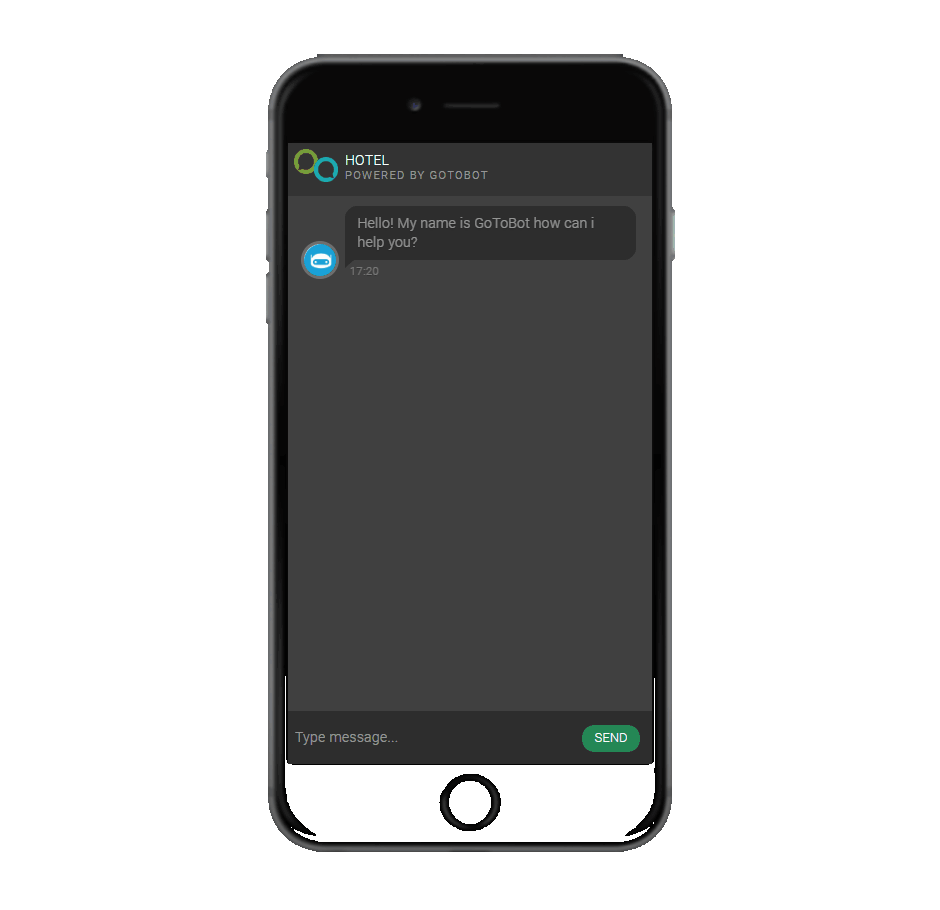 HOTEL
POWERED BY GOTOBOT
Hello! My name is GoToBot how can i
help you?
17:20
Type message...
SEND